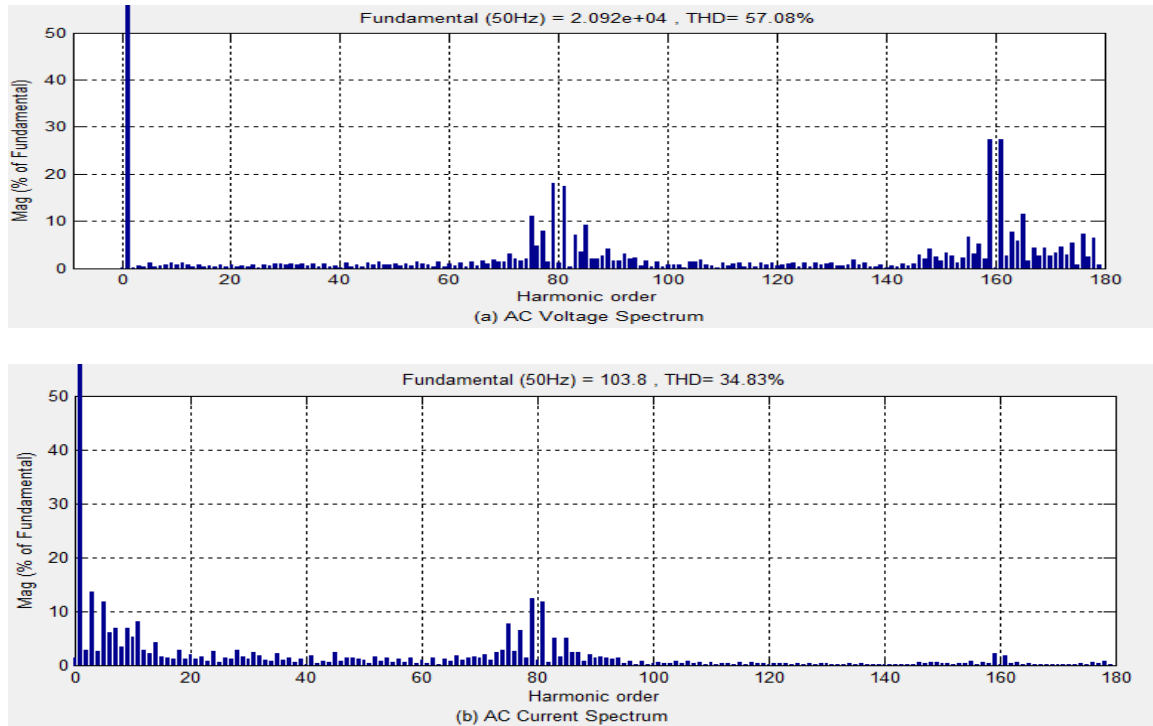 Fundamental (50Hz) = 2.092e+04 , THD= 57.08%
Mag (% of Fundamental)
50
40
30
20
10
0
0 20 40 60 80 100 120 140 160 180
Harmonic order
(a) AC Voltage Spectrum
Fundamental (50Hz) = 103.8 , THD= 34.83%
Mag (% of Fundamental)
50
40
30
20
10
0
0 20 40 60 80 100 120 140 160 180
Harmonic order
(b) AC Current Spectrum